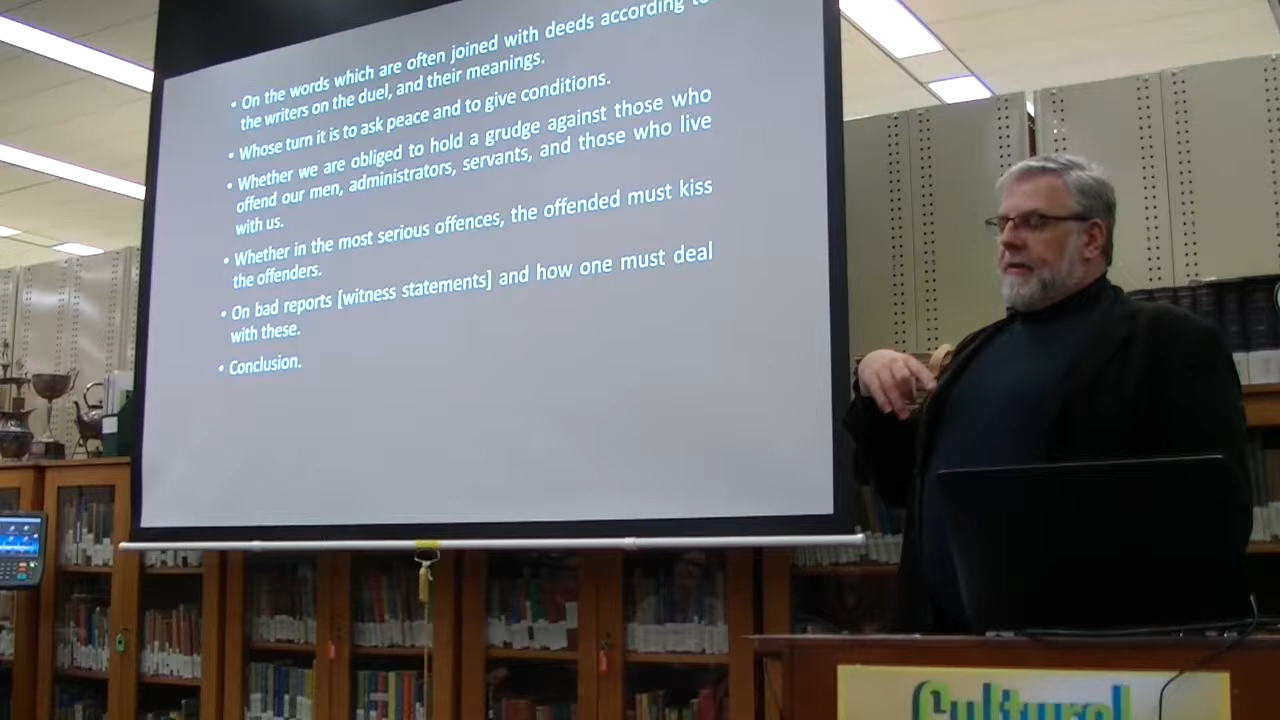 • On the words which are often joined with deeds according to
the writers on the duel, and their meanings.
• Whose turn it is to ask peace and to give conditions.
• Whether we are obliged to hold a grudge against those who
offend our men, administrators, servants, and those who live
with us.
• Whether in the most serious offences, the offended must kiss
the offenders.
• On bad reports [witness statements] and how one must deal
with these.
• Conclusion.
Cultural